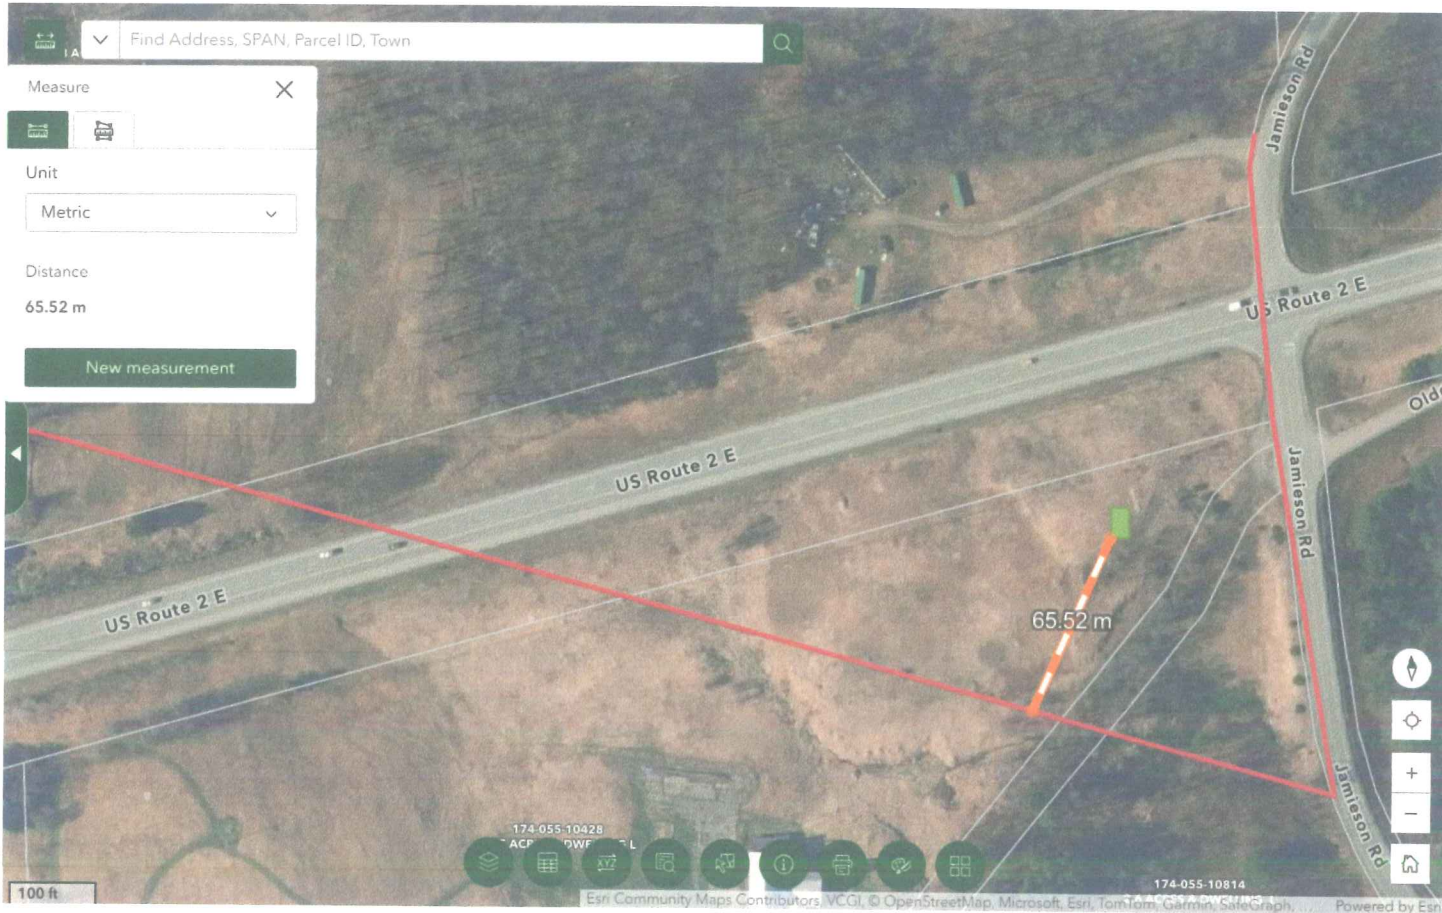 Find Address, SPAN, Parcel ID, Town
Measure
Unit
Metric
Distance
65.52 m
New measurement
Jamieson Rd
US Route 2 E
Jamieson Rd
US Route 2 E
US Route 2 E
65.52 m
Jamieson Rd
174-055-10428
174-055-10814
100 ft
Esri Community Maps Contributors, VCGI, © OpenStreetMap, Microsoft, Esri, TomTom, Garmin, SafeGraph,
Powered by Esri